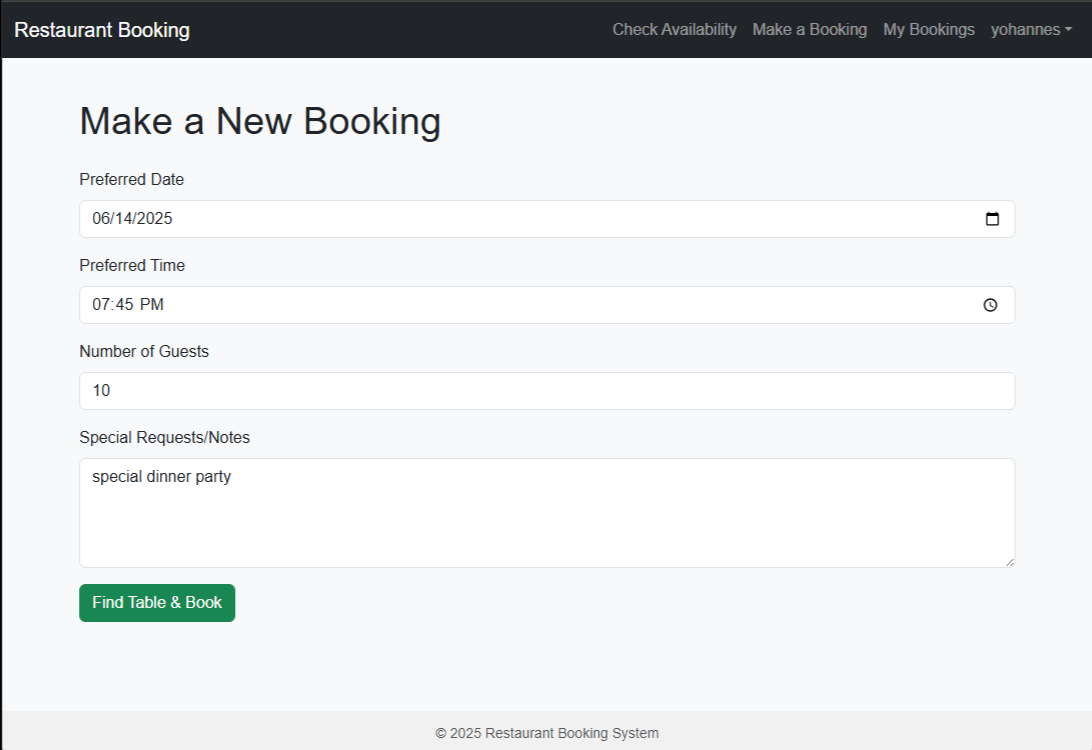 Restaurant Booking
Check Availability Make a Booking My Bookings yohannes
Make a New Booking
Preferred Date
06/14/2025
Preferred Time
07:45 PM
Number of Guests
10
Special Requests/Notes
special dinner party
Find Table & Book
© 2025 Restaurant Booking System